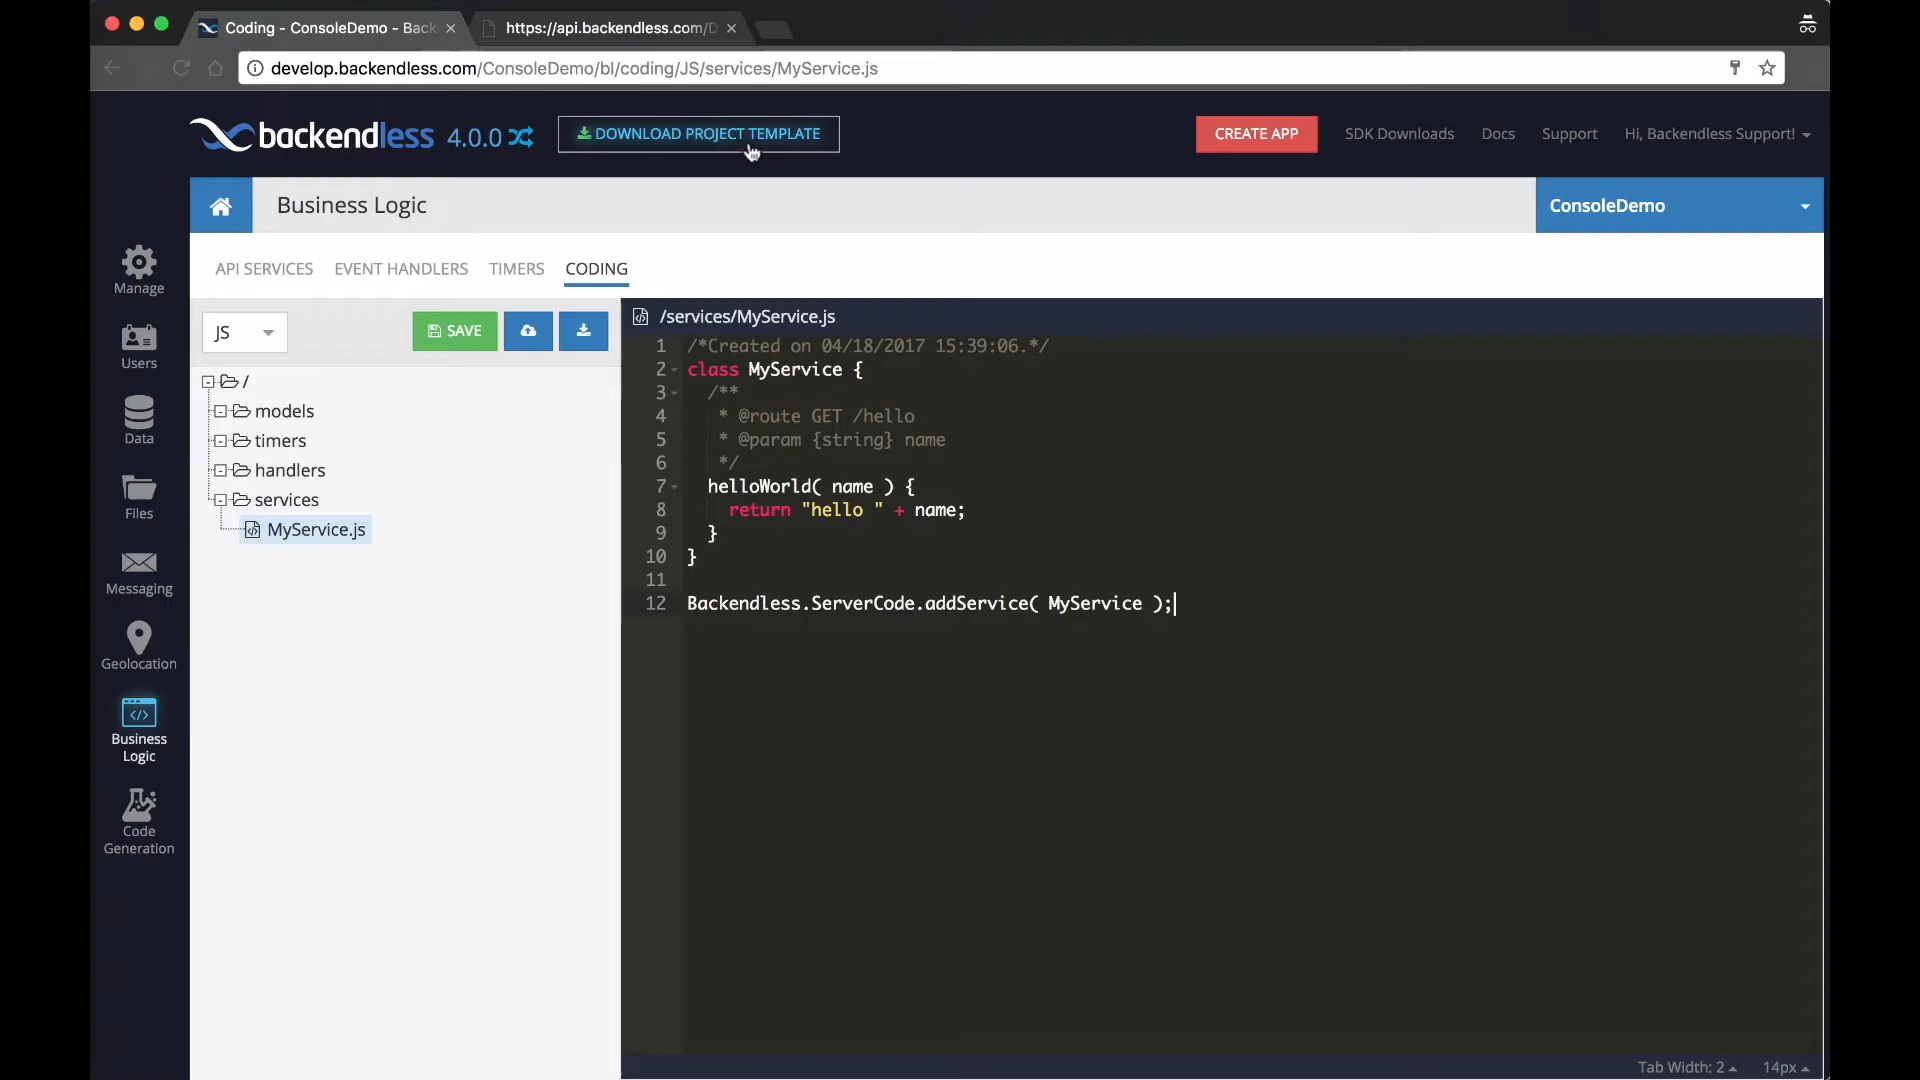 Coding - ConsoleDemo - Back
https://api.backendless.com/D
develop.backendless.com/ConsoleDemo/bl/coding/JS/services/MyService.js
backendless 4.0.0
DOWNLOAD PROJECT TEMPLATE
CREATE APP
SDK Downloads
Docs
Support
Hi, Backendless Support!
Business Logic
ConsoleDemo
Manage
Users
Data
Files
Messaging
Geolocation
Business
Logic
Code
Generation
API SERVICES
EVENT HANDLERS
TIMERS
CODING
JS
SAVE
/
models
timers
handlers
services
MyService.js
/services/MyService.js
1 /*Created on 04/18/2017 15:39:06.*/
2 class MyService {
3 /**
4 * @route GET /hello
5 * @param {string} name
6 */
7 helloWorld( name ) {
8 return "hello " + name;
9 }
10 }
11
12 Backendless.ServerCode.addService( MyService );
Tab Width: 2
14px